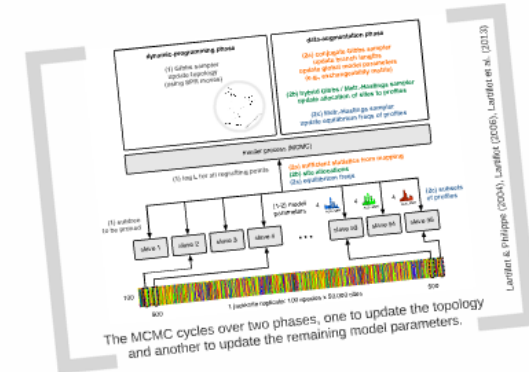 dynamic-programming phase
(1) Gibbs sampler
update topology
(using SPR moves)
data-augmentation phase
(2a) conjugate Gibbs sampler
update branch lengths
update global model parameters
(e.g., exchangeability matrix)
(2b) hybrid Gibbs / Metr.-Hastings sampler
update allocation of sites to profiles
(2c) Metr.-Hastings sampler
update equilibrium freqs of profiles
master process (MCMC)
(1) log L for all regrafting points
(2a) sufficient statistics from mapping
(2b) site allocations
(2c) equilibrium freqs
(1) subtree
to be pruned
(1-2) model
parameters
(2c) subsets
of profiles
slave 1
slave 2
slave 3
slave 4
...
100
1 jackknife replicate: 100 species x 50,000 sites
The MCMC cycles over two phases, one to update the topology
and another to update the remaining model parameters.
Lartillot & Philippe (2004), Lartillot (2006), Lartillot et al. (2013)